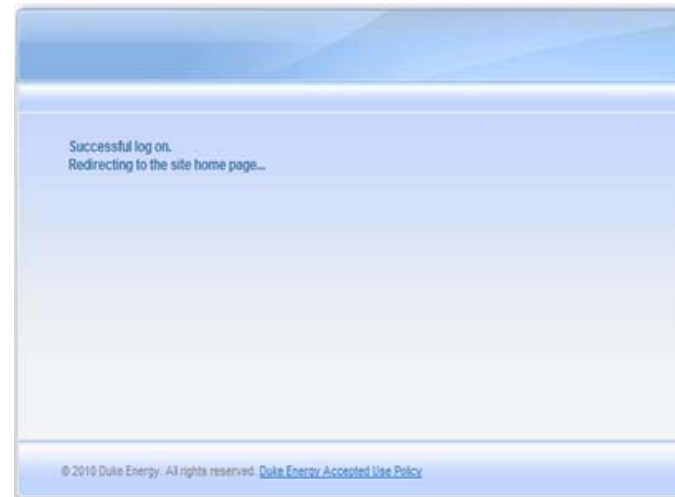 Successful log on.
Redirecting to the site home page...
© 2010 Duke Energy. All rights reserved. Duke Energy Accepted Use Policy